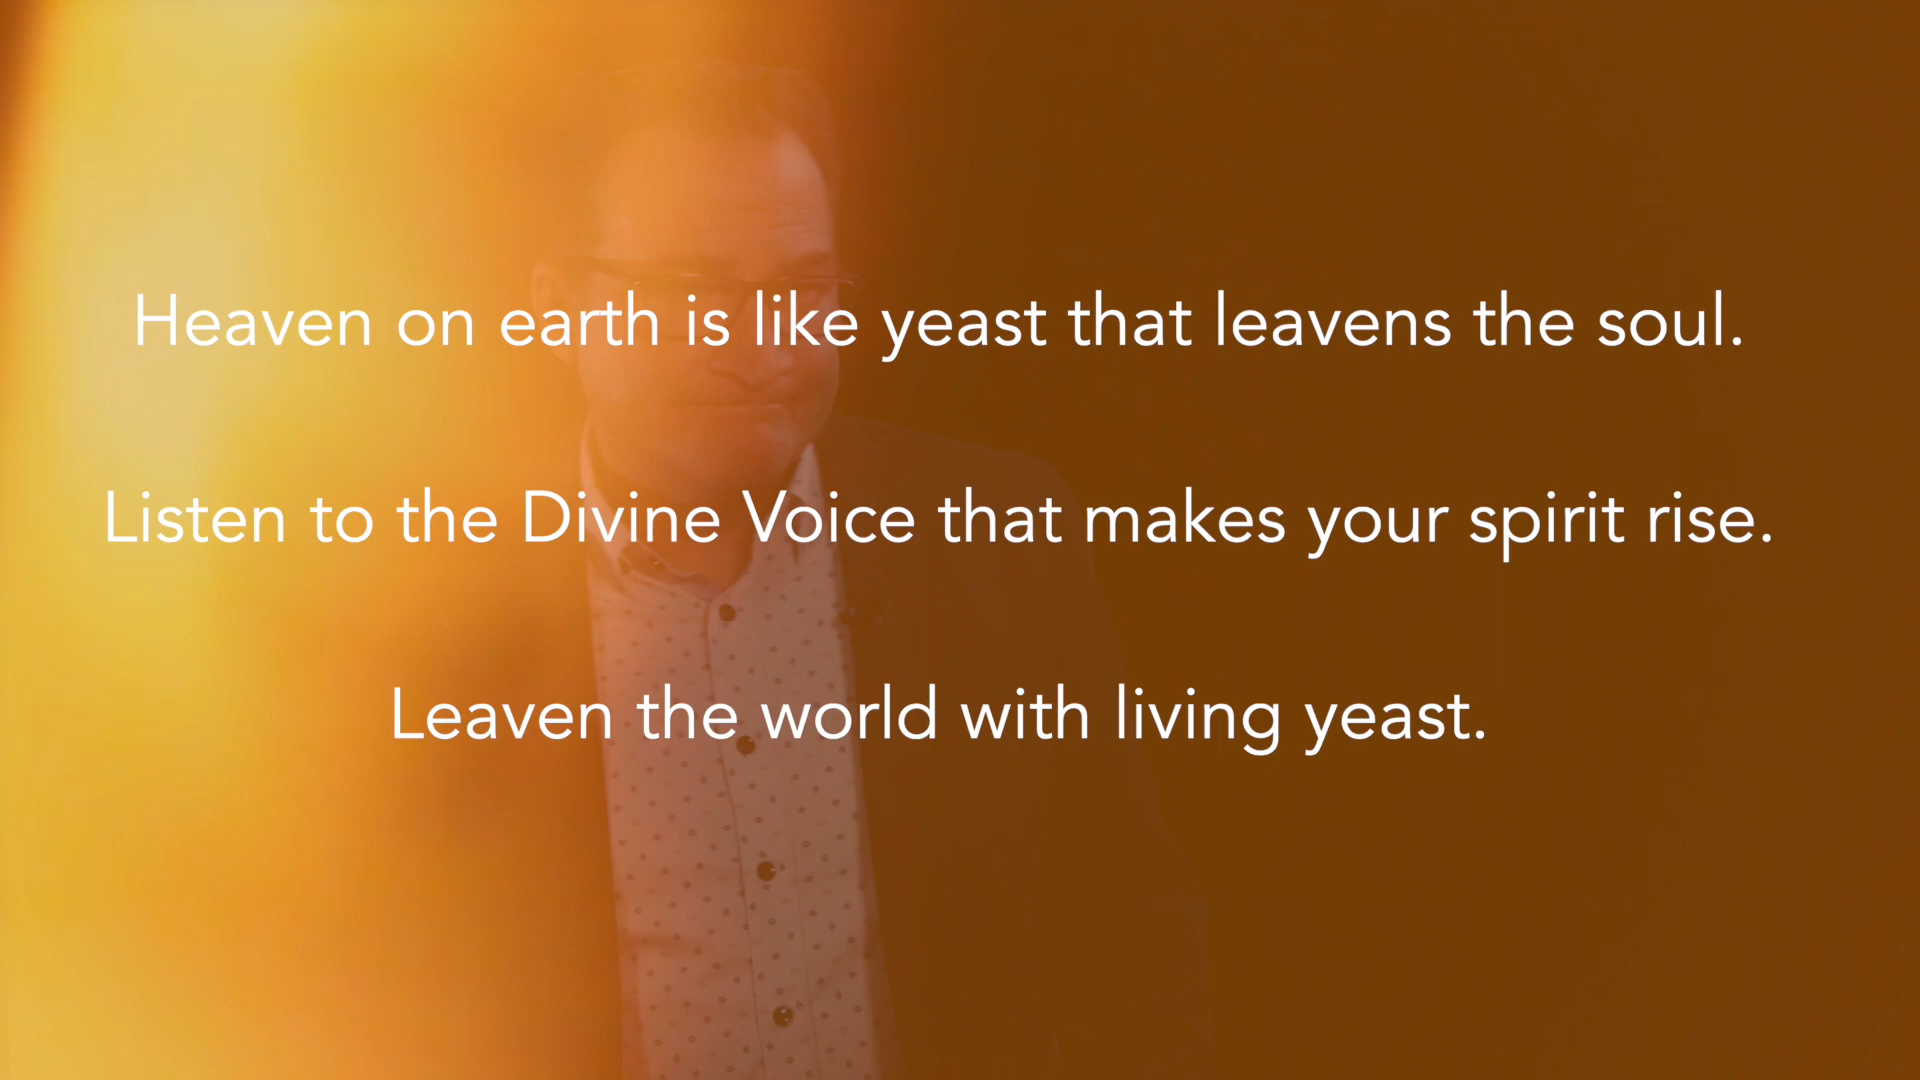 Heaven on earth is like yeast that leavens the soul.
Listen to the Divine Voice that makes your spirit rise.
Leaven the world with living yeast.